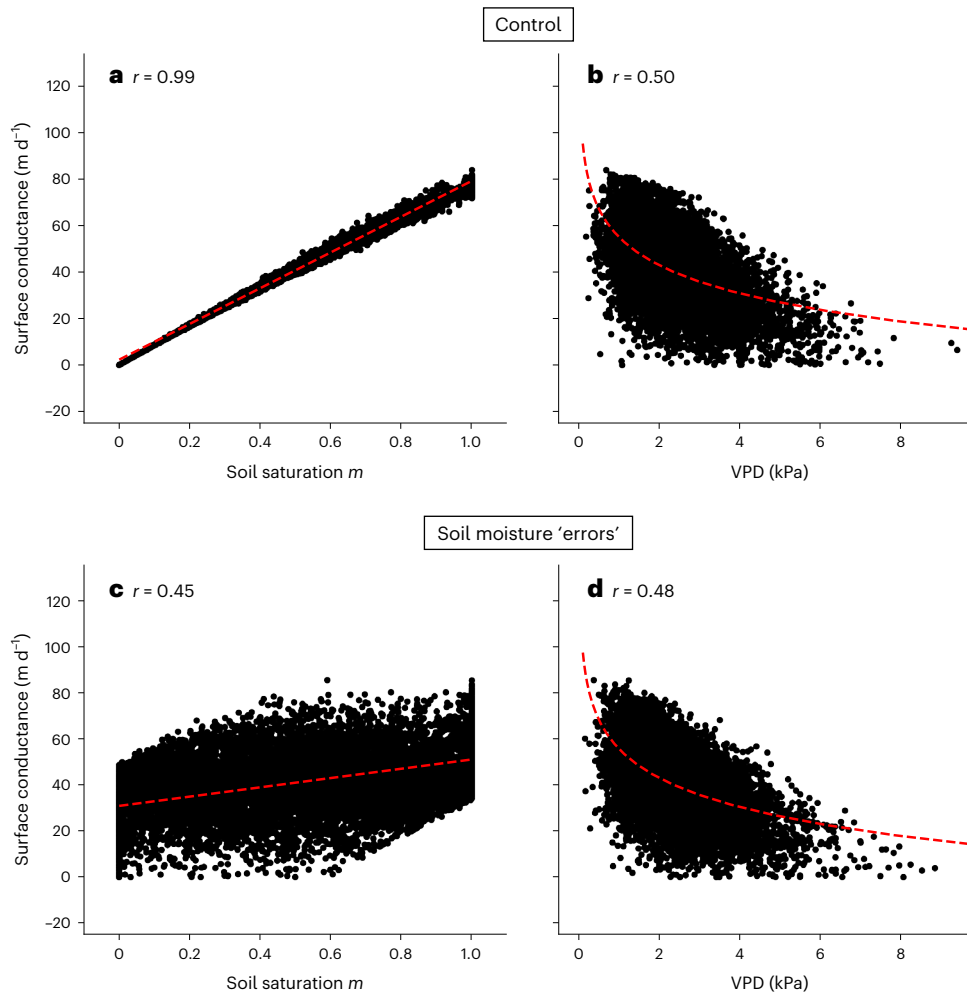 Control
a r = 0.99
b r = 0.50
Surface conductance (m d⁻¹)
120
100
80
60
40
20
0
–20
0 0.2 0.4 0.6 0.8 1.0
0 2 4 6 8
Soil saturation m
VPD (kPa)
Soil moisture ‘errors’
c r = 0.45
d r = 0.48
Surface conductance (m d⁻¹)
120
100
80
60
40
20
0
–20
0 0.2 0.4 0.6 0.8 1.0
0 2 4 6 8
Soil saturation m
VPD (kPa)